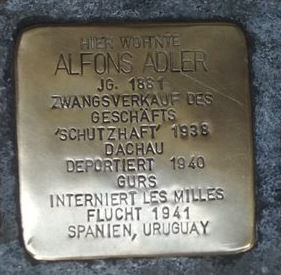 HIER WOHNTE
ALFONS ADLER
JG. 1881
ZWANGSVERKAUF DES
GESCHÄFTS
'SCHUTZHAFT' 1938
DACHAU
DEPORTIERT 1940
GURS
INTERNIERT LES MILLES
FLUCHT 1941
SPANIEN, URUGUAY